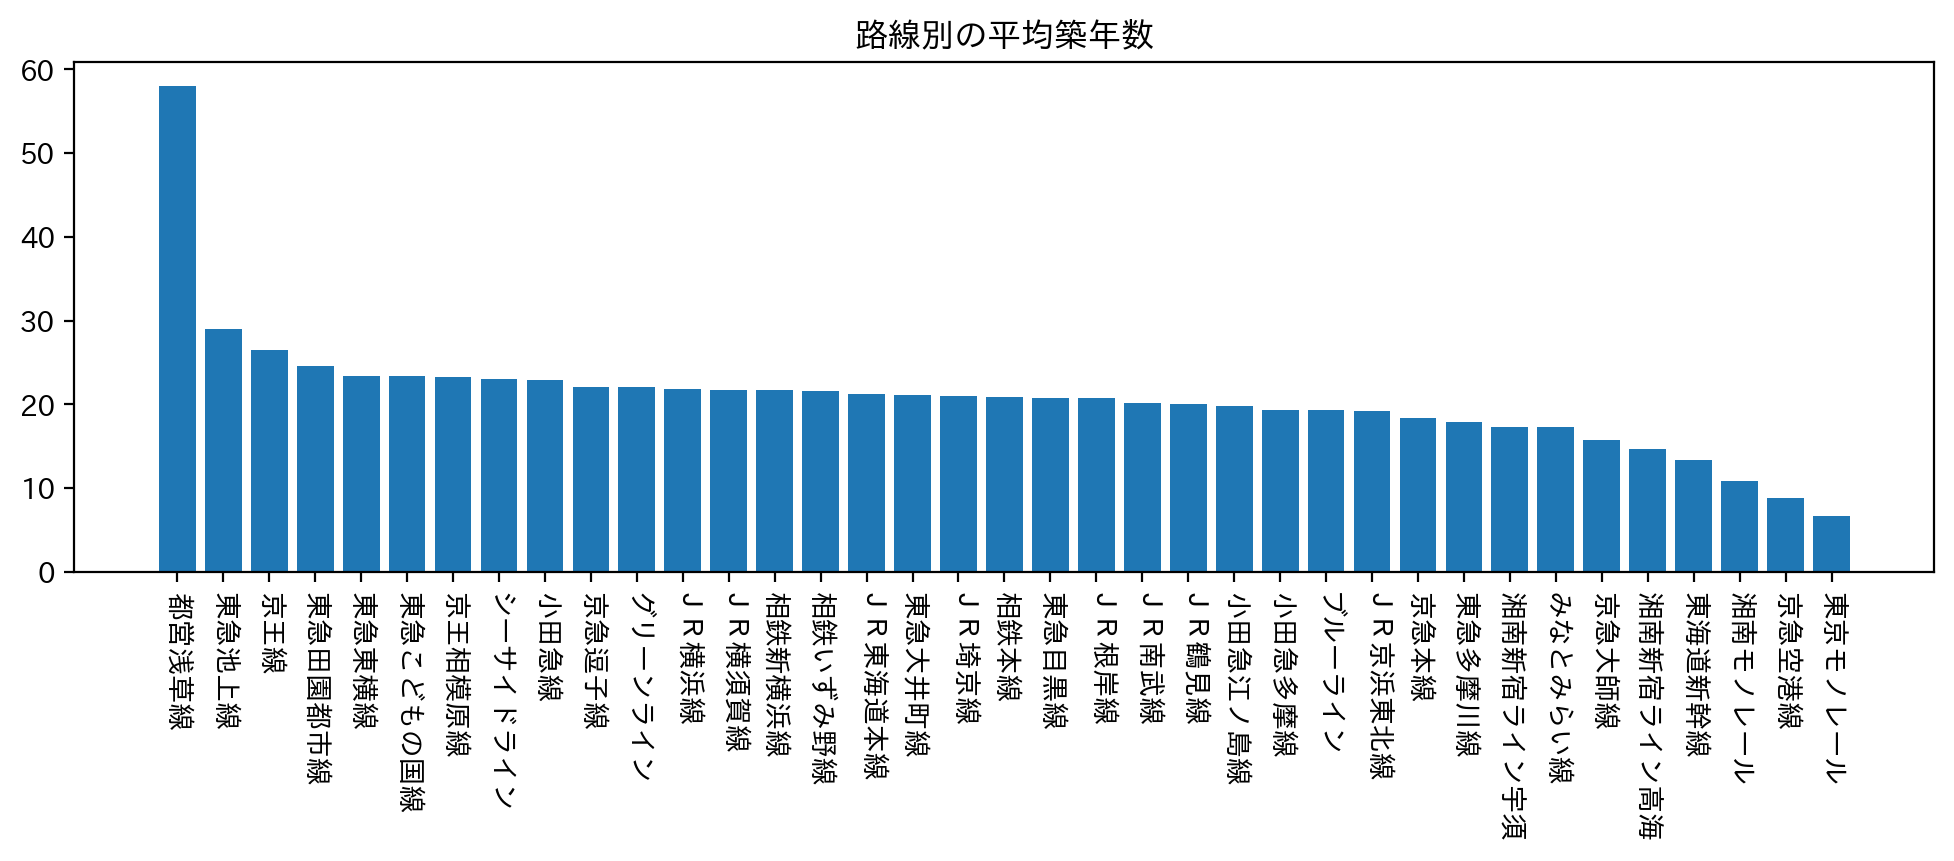 路線別の平均築年数
60
50
40
30
20
10
0
都営浅草線
東急池上線
京王線
東急田園都市線
東急東横線
東急こどもの国線
京王相模原線
シーサイドライン
小田急線
京急逗子線
グリーンライン
ＪＲ横浜線
ＪＲ横須賀線
相鉄新横浜線
相鉄いずみ野線
ＪＲ東海道本線
東急大井町線
ＪＲ埼京線
相鉄本線
東急目黒線
ＪＲ根岸線
ＪＲ南武線
ＪＲ鶴見線
小田急江ノ島線
小田急多摩線
ブルーライン
ＪＲ京浜東北線
京急本線
東急多摩川線
湘南新宿ライン宇須
みなとみらい線
京急大師線
湘南新宿ライン高海
東海道新幹線
湘南モノレール
京急空港線
東京モノレール